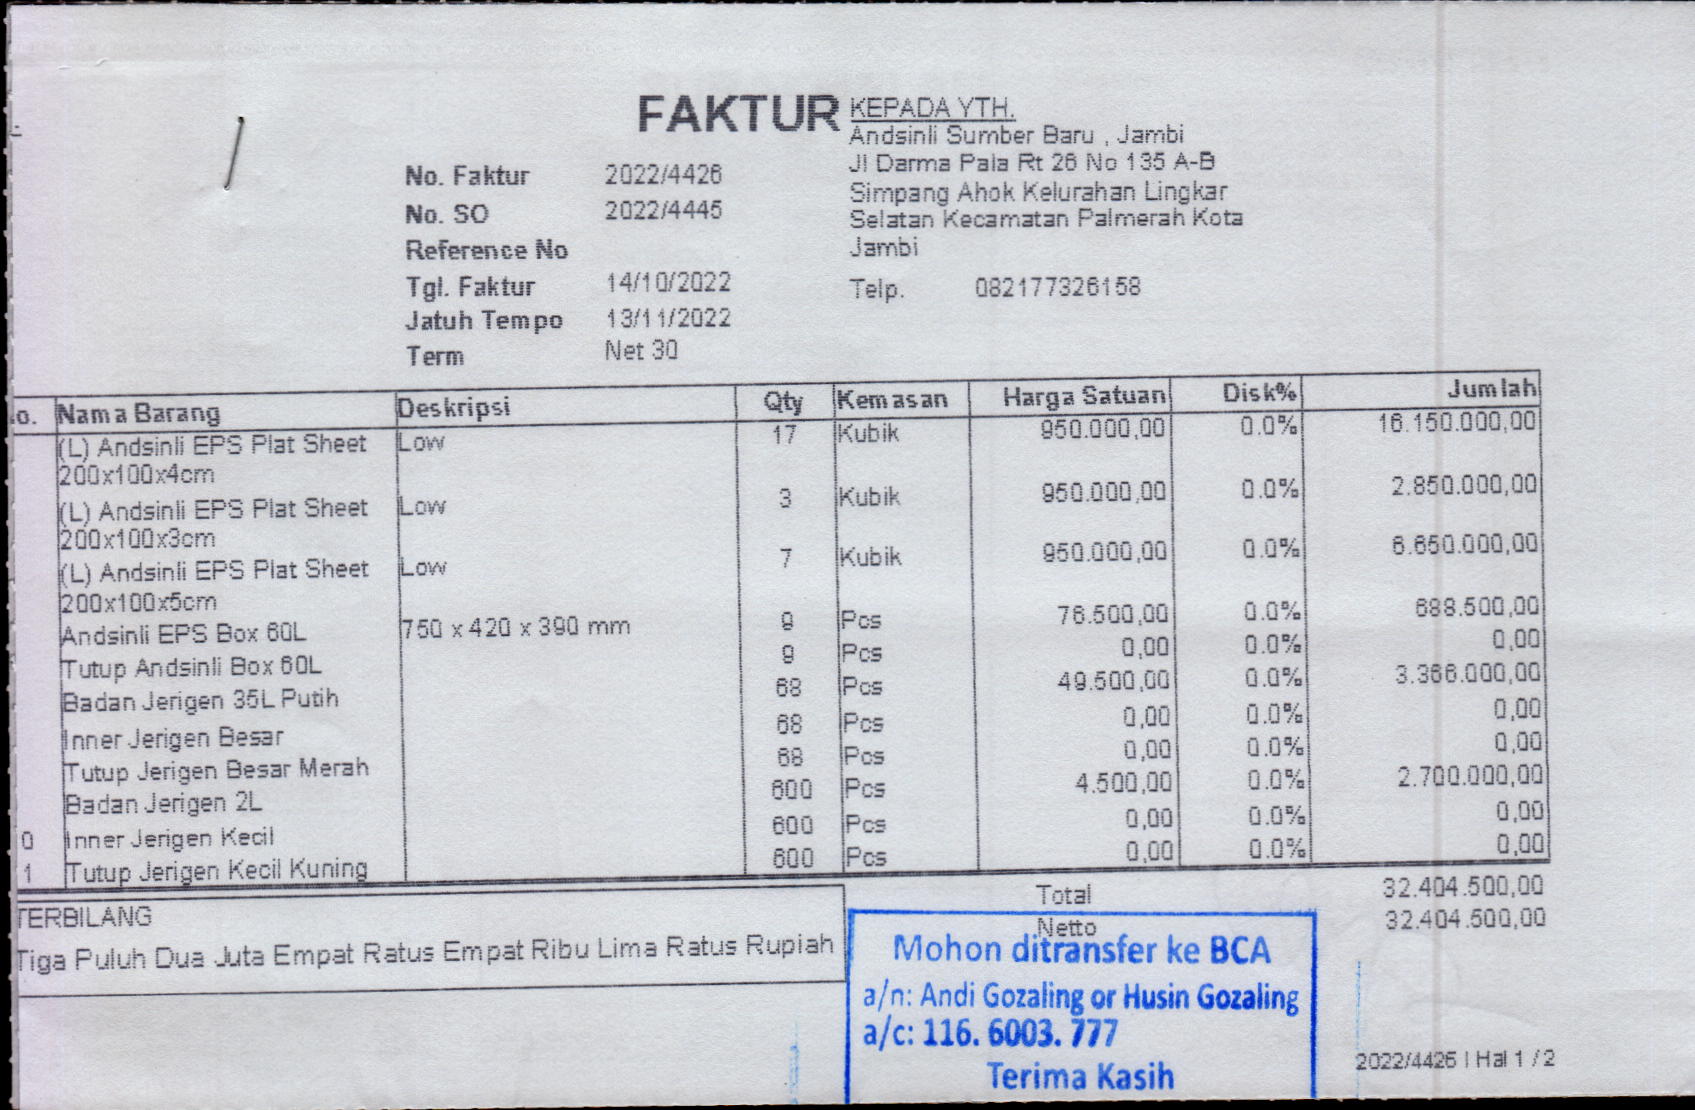 FAKTUR
KEPADA YTH.
Andsinli Sumber Baru , Jambi
Jl Darma Pala Rt 26 No 135 A-B
Simpang Ahok Kelurahan Lingkar
Selatan Kecamatan Palmerah Kota
Jambi
Telp. 082177326158
No. Faktur 2022/4426
No. SO 2022/4445
Reference No
Tgl. Faktur 14/10/2022
Jatuh Tempo 13/11/2022
Term Net 30
o. Nama Barang Deskripsi Qty Kemasan Harga Satuan Disk% Jumlah
(L) Andsinli EPS Plat Sheet Low 17 Kubik 950.000,00 0.0% 16.150.000,00
200x100x4cm
(L) Andsinli EPS Plat Sheet Low 3 Kubik 950.000,00 0.0% 2.850.000,00
200x100x3cm
(L) Andsinli EPS Plat Sheet Low 7 Kubik 950.000,00 0.0% 6.650.000,00
200x100x5cm
Andsinli EPS Box 60L 750 x 420 x 390 mm 9 Pcs 76.500,00 0.0% 688.500,00
Tutup Andsinli Box 60L 9 Pcs 0,00 0.0% 0,00
Badan Jerigen 35L Putih 68 Pcs 49.500,00 0.0% 3.366.000,00
Inner Jerigen Besar 68 Pcs 0,00 0.0% 0,00
Tutup Jerigen Besar Merah 68 Pcs 0,00 0.0% 0,00
Badan Jerigen 2L 600 Pcs 4.500,00 0.0% 2.700.000,00
0 Inner Jerigen Kecil 600 Pcs 0,00 0.0% 0,00
1 Tutup Jerigen Kecil Kuning 600 Pcs 0,00 0.0% 0,00
Total 32.404.500,00
Netto 32.404.500,00
TERBILANG
Tiga Puluh Dua Juta Empat Ratus Empat Ribu Lima Ratus Rupiah
Mohon ditransfer ke BCA
a/n: Andi Gozaling or Husin Gozaling
a/c: 116. 6003. 777
Terima Kasih
2022/4426 | Hal 1 / 2